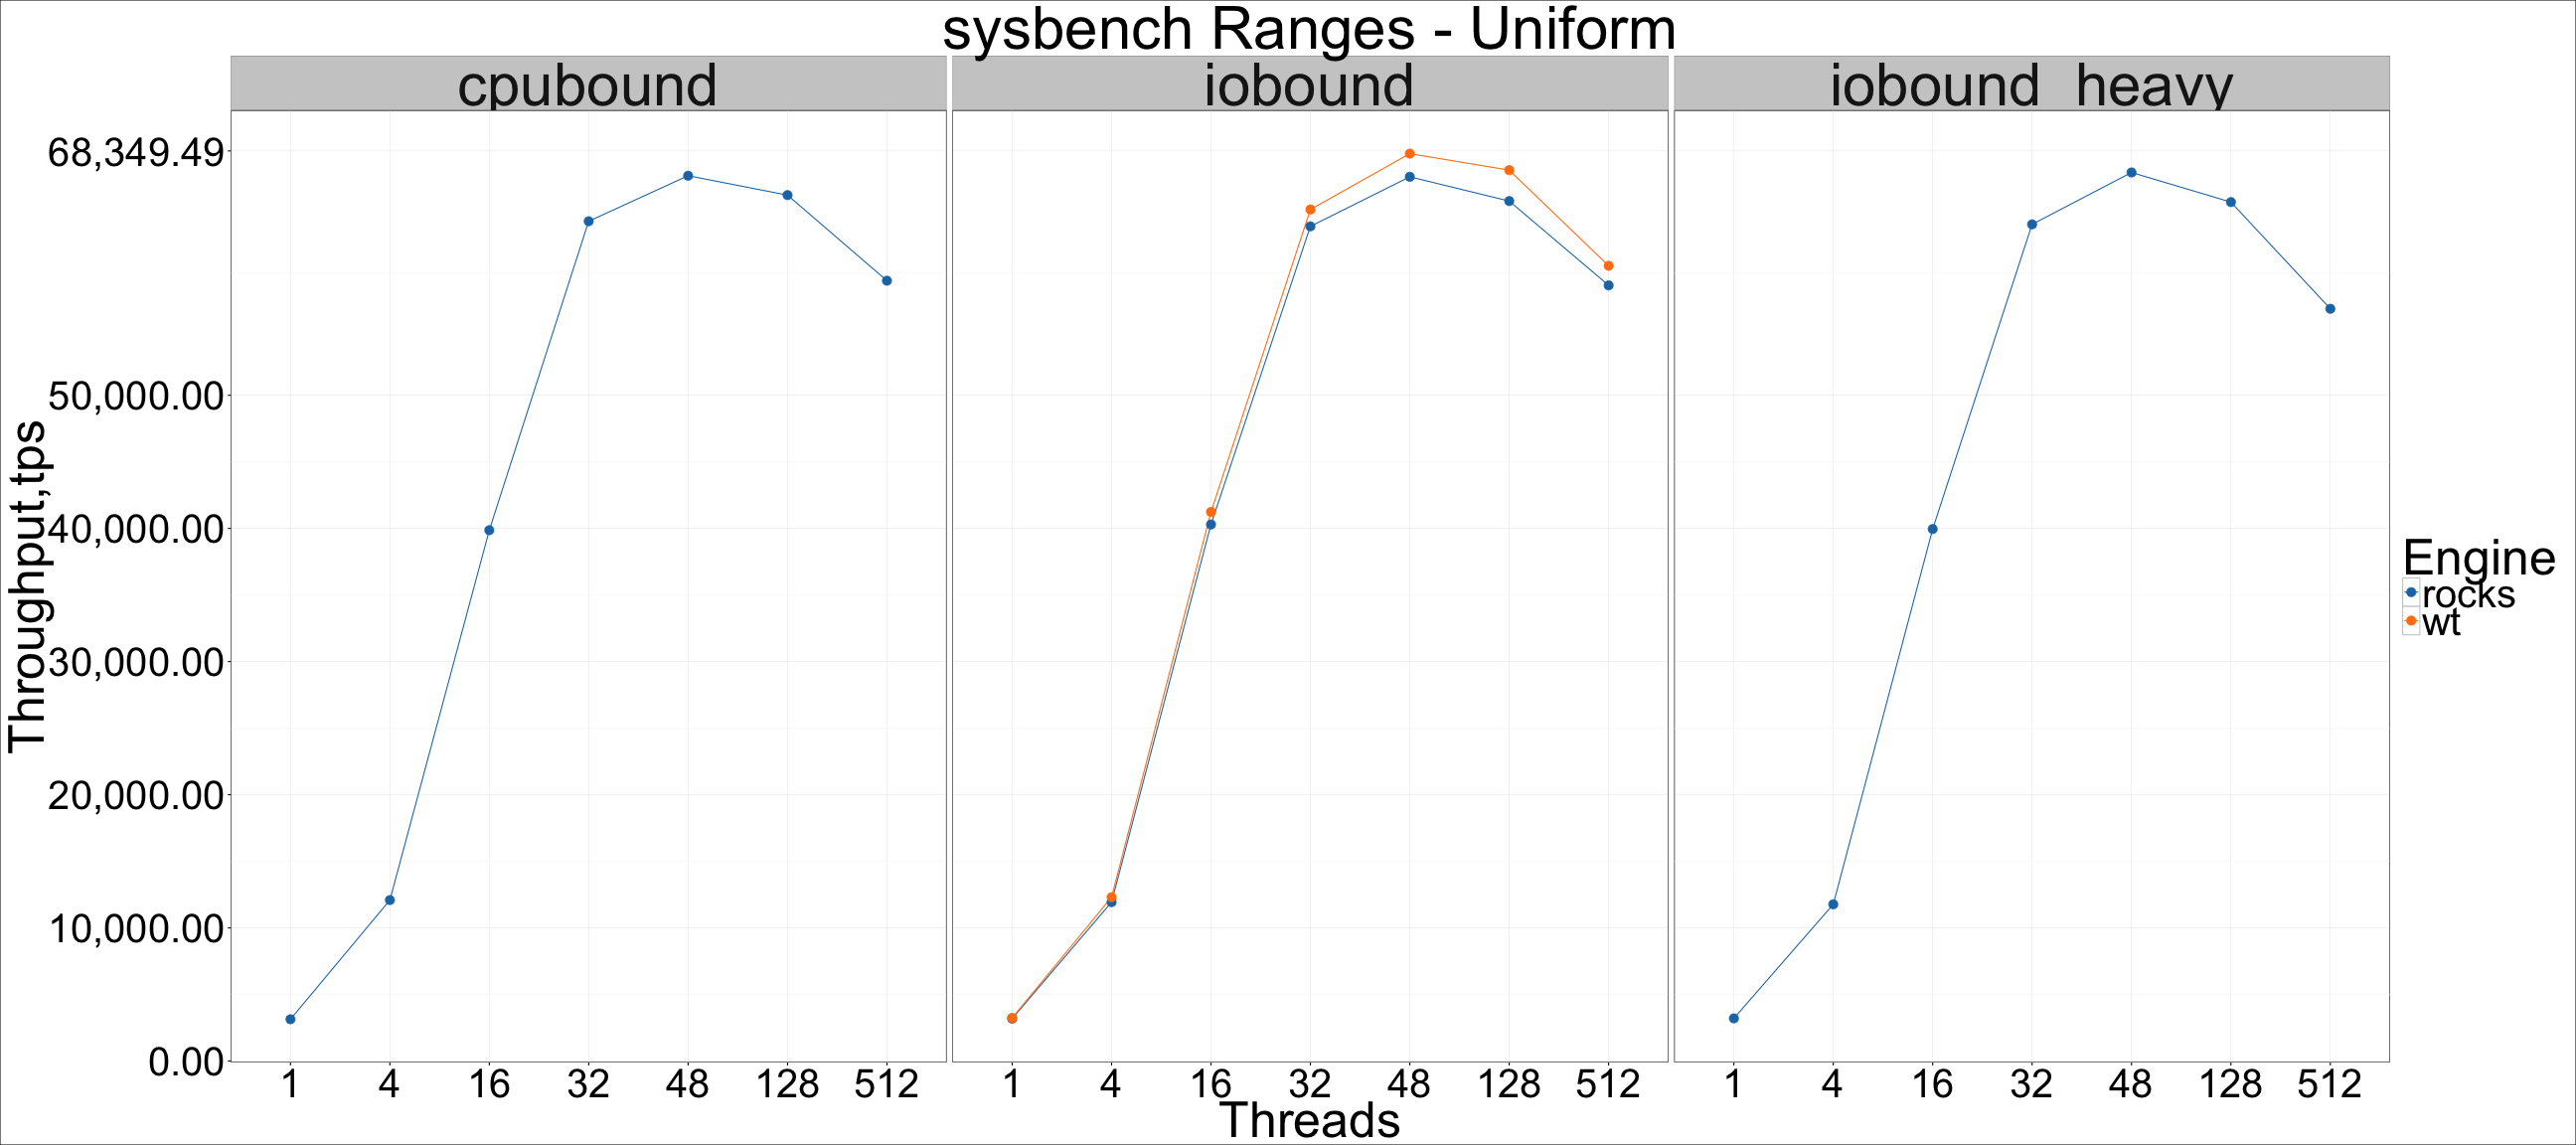 sysbench Ranges - Uniform
cpubound
iobound
iobound_heavy
68,349.49
50,000.00
40,000.00
30,000.00
20,000.00
10,000.00
0.00
Throughput,tps
1 4 16 32 48 128 512
1 4 16 32 48 128 512
1 4 16 32 48 128 512
Threads
Engine
rocks
wt